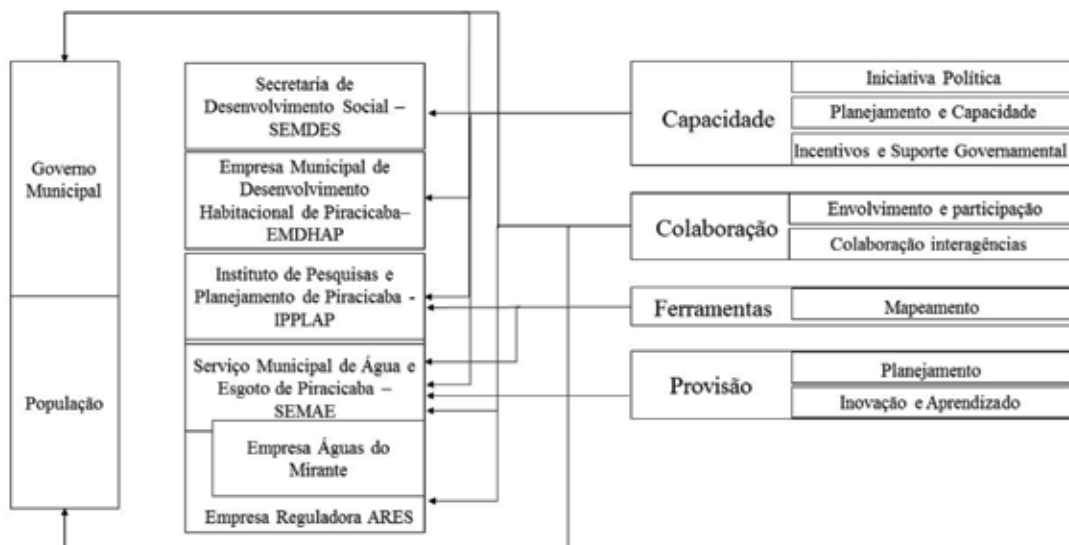 Governo
Municipal
População
Secretaria de
Desenvolvimento Social –
SEMDES
Empresa Municipal de
Desenvolvimento
Habitacional de Piracicaba–
EMDHAP
Instituto de Pesquisas e
Planejamento de Piracicaba -
IPPLAP
Serviço Municipal de Água e
Esgoto de Piracicaba –
SEMAE
Empresa Águas do
Mirante
Empresa Reguladora ARES
Capacidade
Iniciativa Política
Planejamento e Capacidade
Incentivos e Suporte Governamental
Colaboração
Envolvimento e participação
Colaboração interagências
Ferramentas
Mapeamento
Provisão
Planejamento
Inovação e Aprendizado